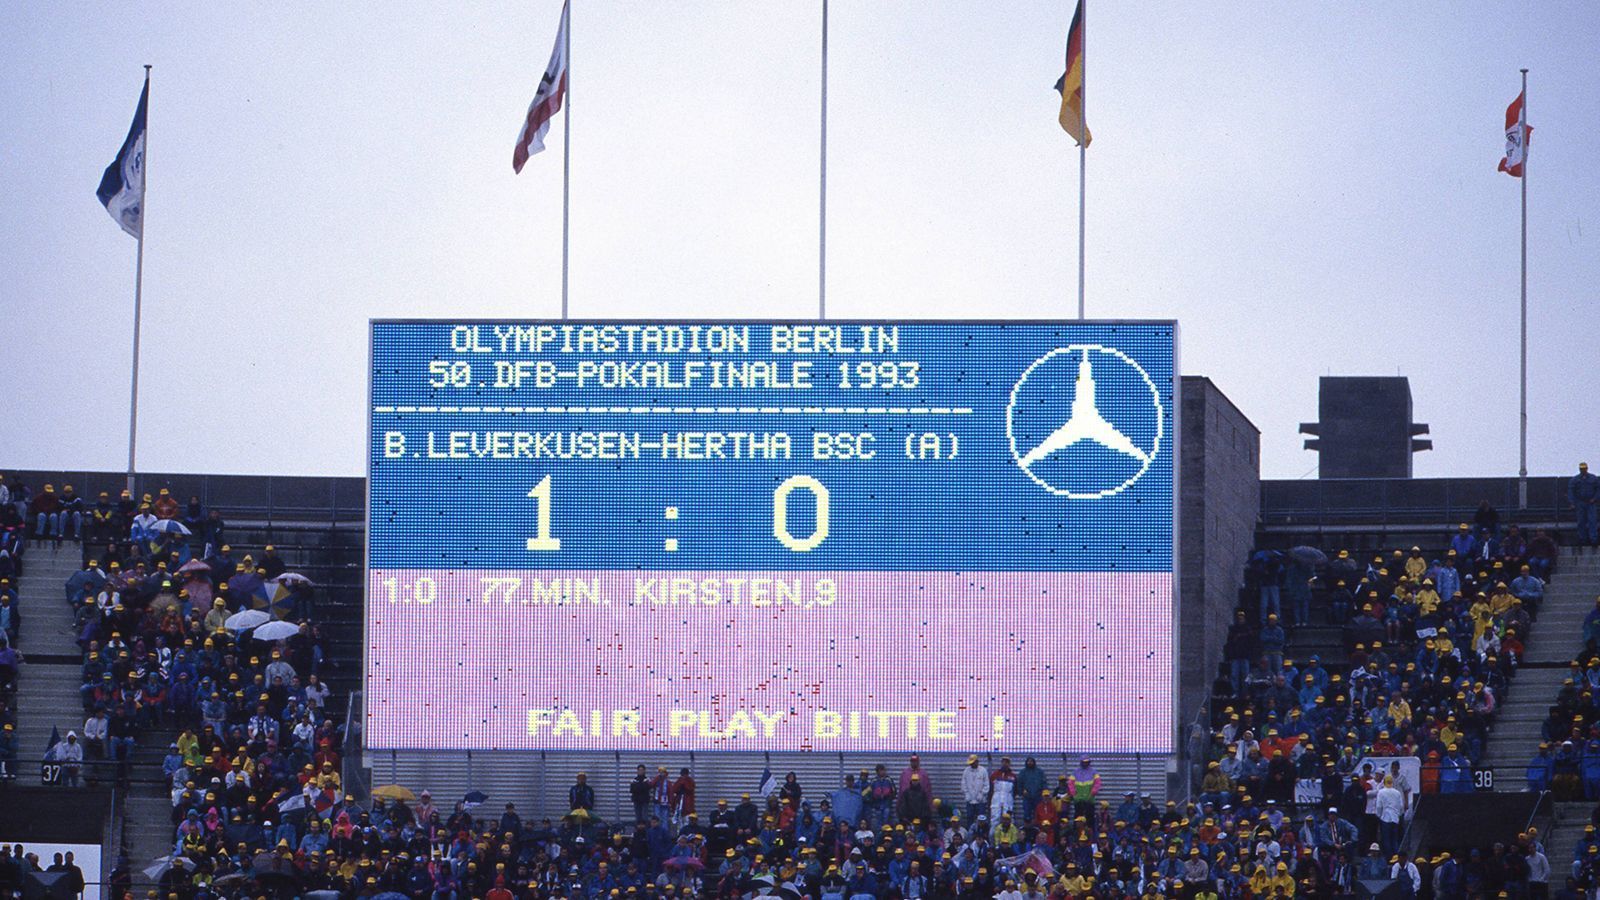 OLYMPIASTADION BERLIN
50.DFB-POKALFINALE 1993
B.LEVERKUSEN-HERTHA BSC (A)
1 : 0
1:0 77.MIN. KIRSTEN,9
FAIR PLAY BITTE !
37
38